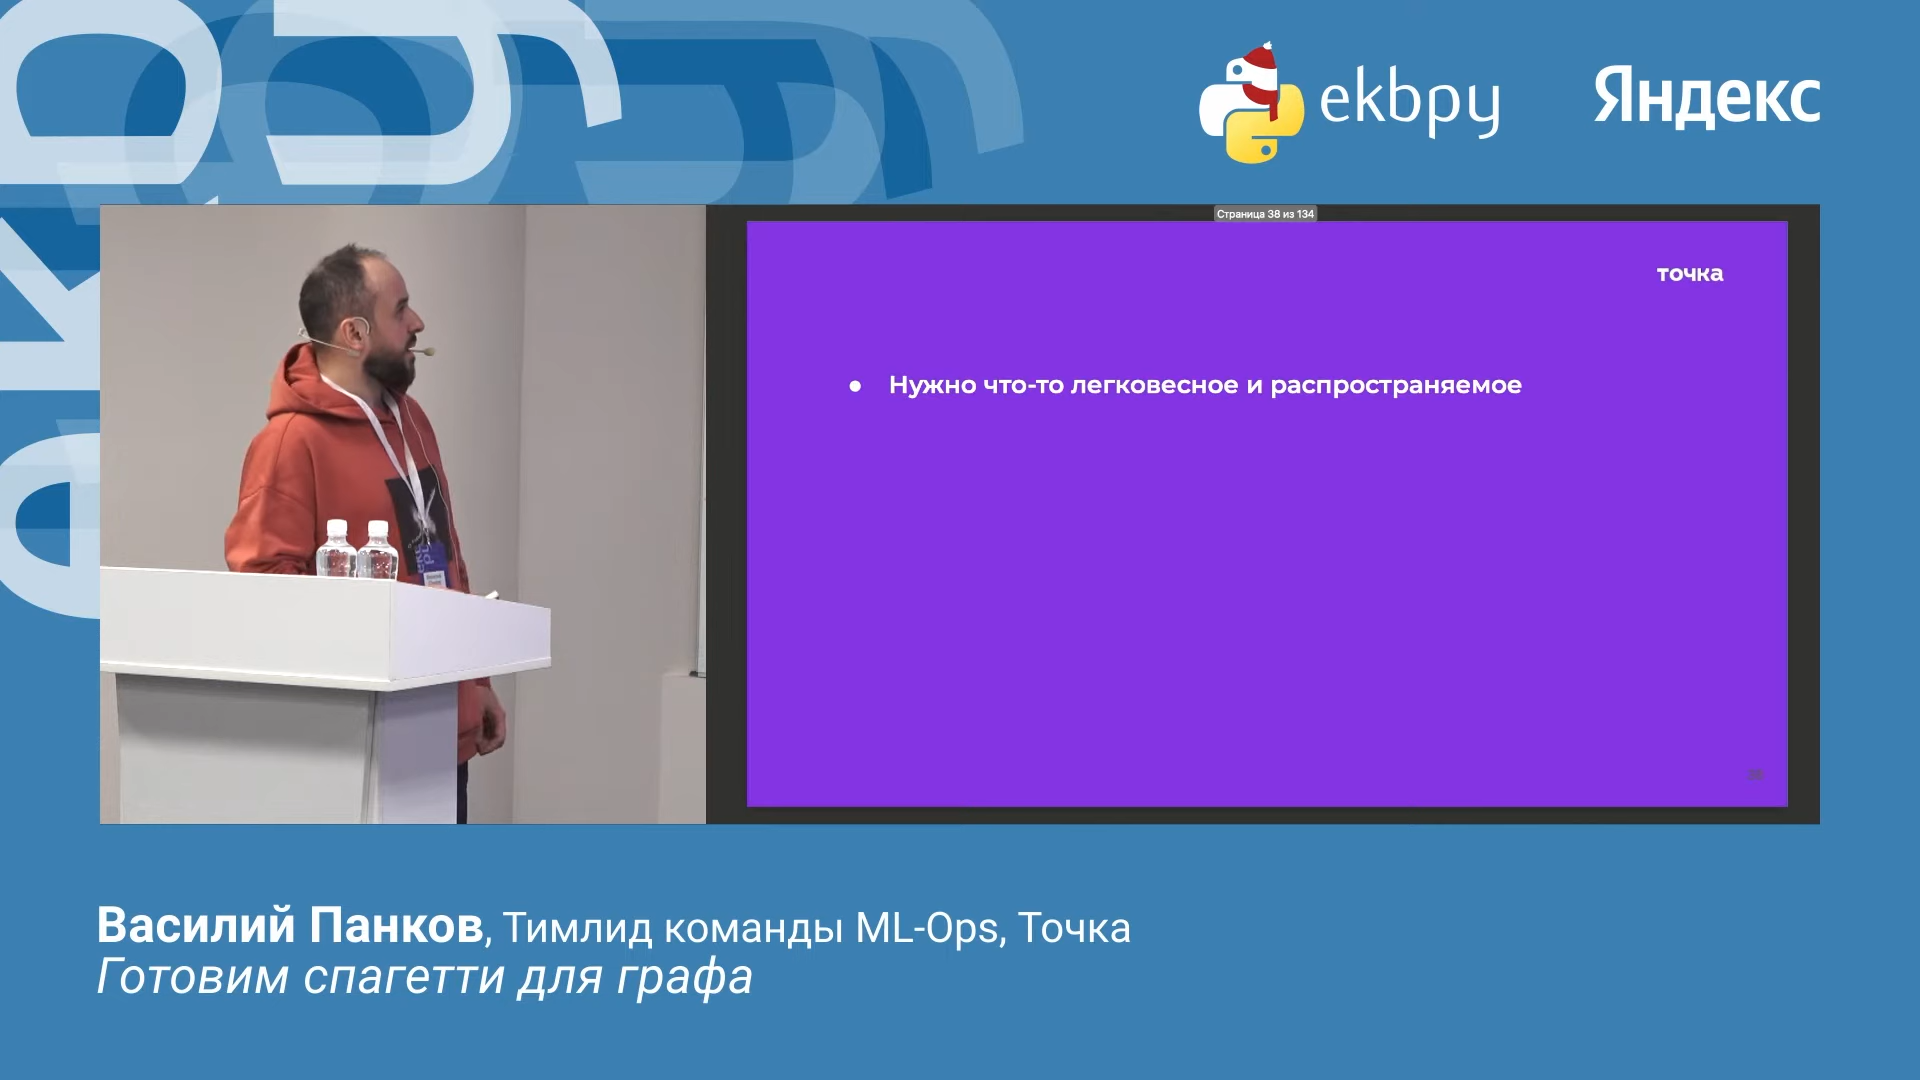 ekbpy
Яндекс
Страница 38 из 134
точка
● Нужно что-то легковесное и распространяемое
38
Василий Панков, Тимлид команды ML-Ops, Точка
Готовим спагетти для графа